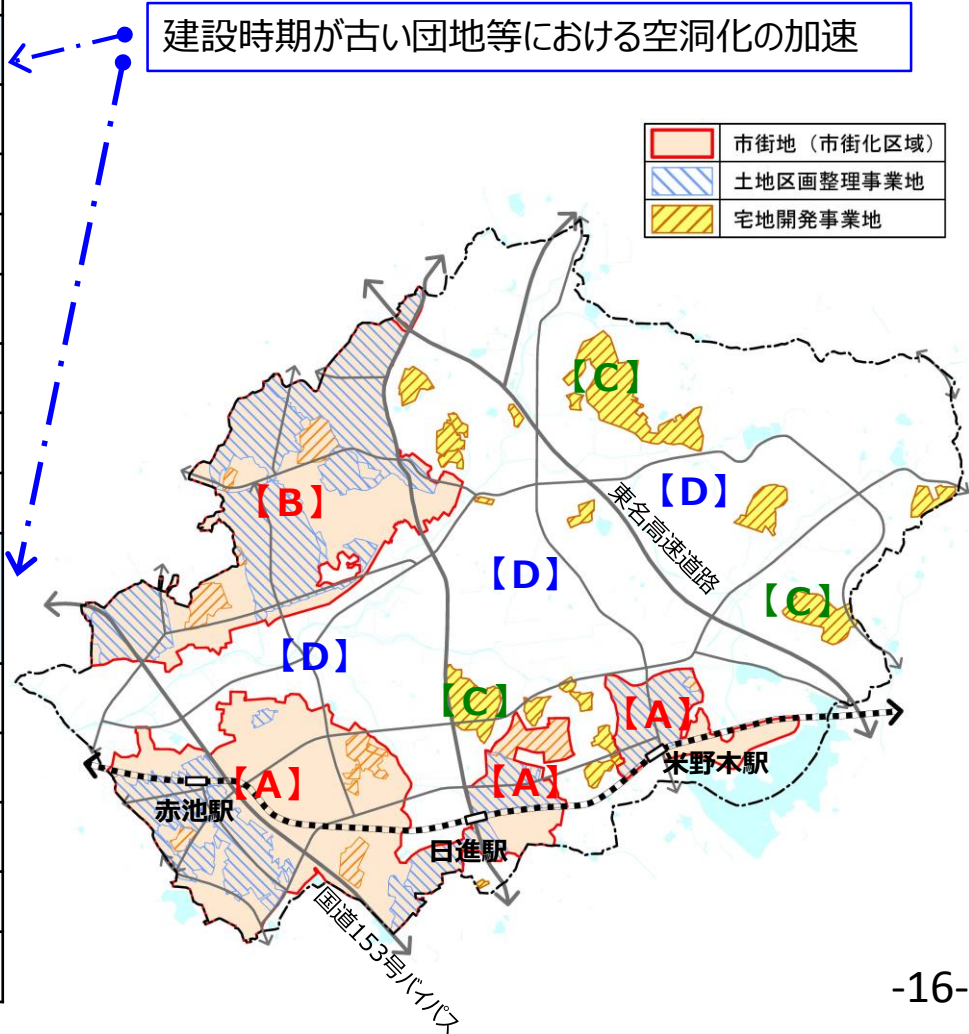 建設時期が古い団地等における空洞化の加速
市街地（市街化区域）
土地区画整理事業地
宅地開発事業地
【C】
【B】
【D】
東名高速道路
【D】
【C】
【D】
【C】
【A】
米野本駅
【A】
【A】
赤池駅
日進駅
国道153号バイパス
-16-